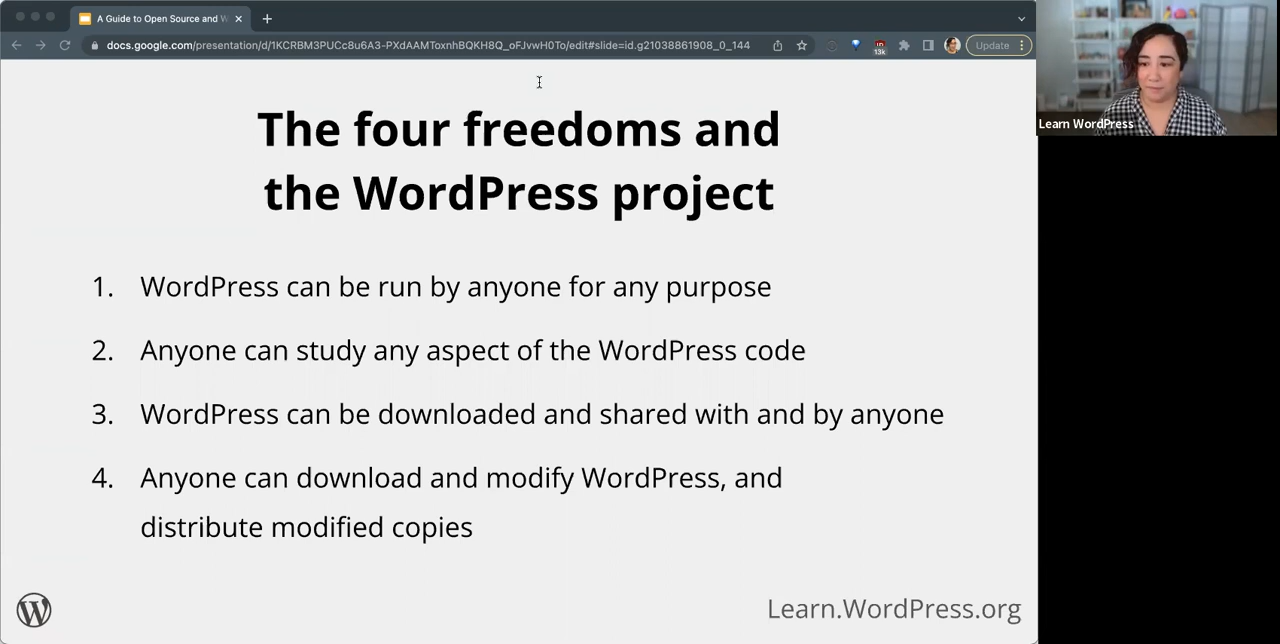 A Guide to Open Source and W
docs.google.com/presentation/d/1KCRBM3PUCc8u6A3-PXdAAMToxnhBQKH8Q_oFJvwH0To/edit#slide=id.g21038861908_0_144
13k
Update
The four freedoms and
the WordPress project
1. WordPress can be run by anyone for any purpose
2. Anyone can study any aspect of the WordPress code
3. WordPress can be downloaded and shared with and by anyone
4. Anyone can download and modify WordPress, and
distribute modified copies
Learn.WordPress.org
Learn WordPress